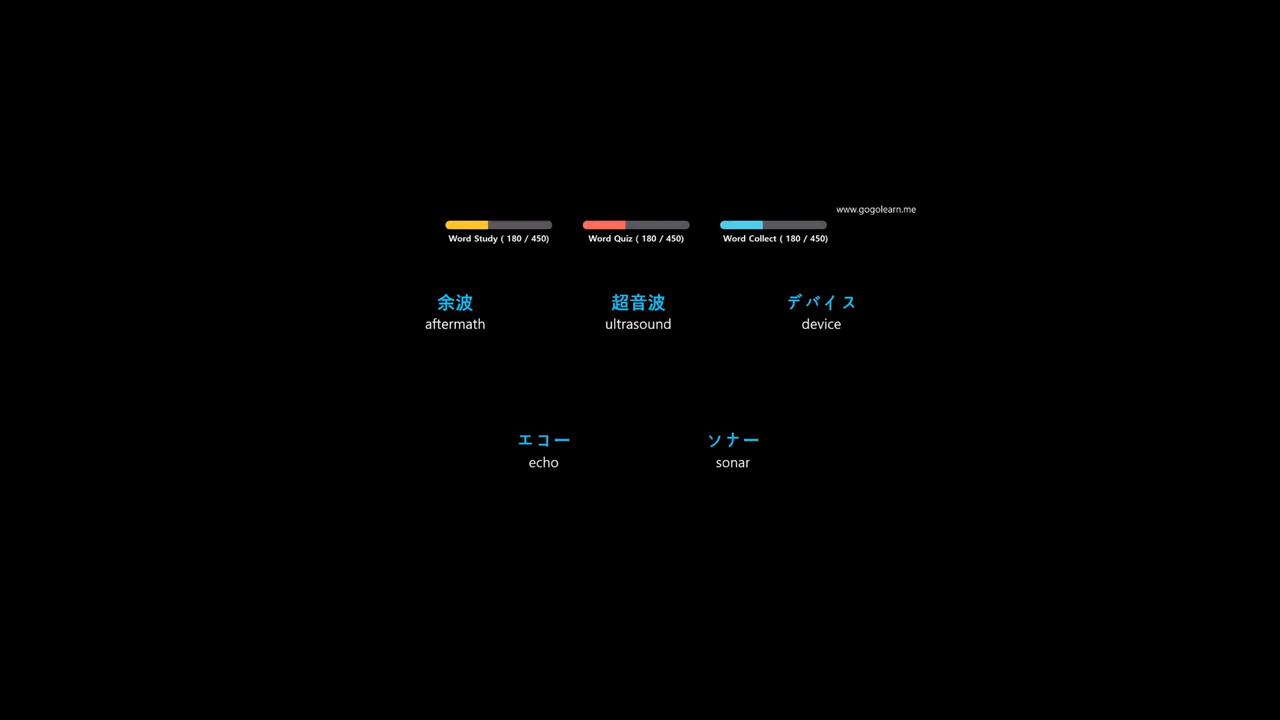 www.gogolearn.me
Word Study ( 180 / 450)
Word Quiz ( 180 / 450)
Word Collect ( 180 / 450)
余波
超音波
デバイス
aftermath
ultrasound
device
エコー
ソナー
echo
sonar